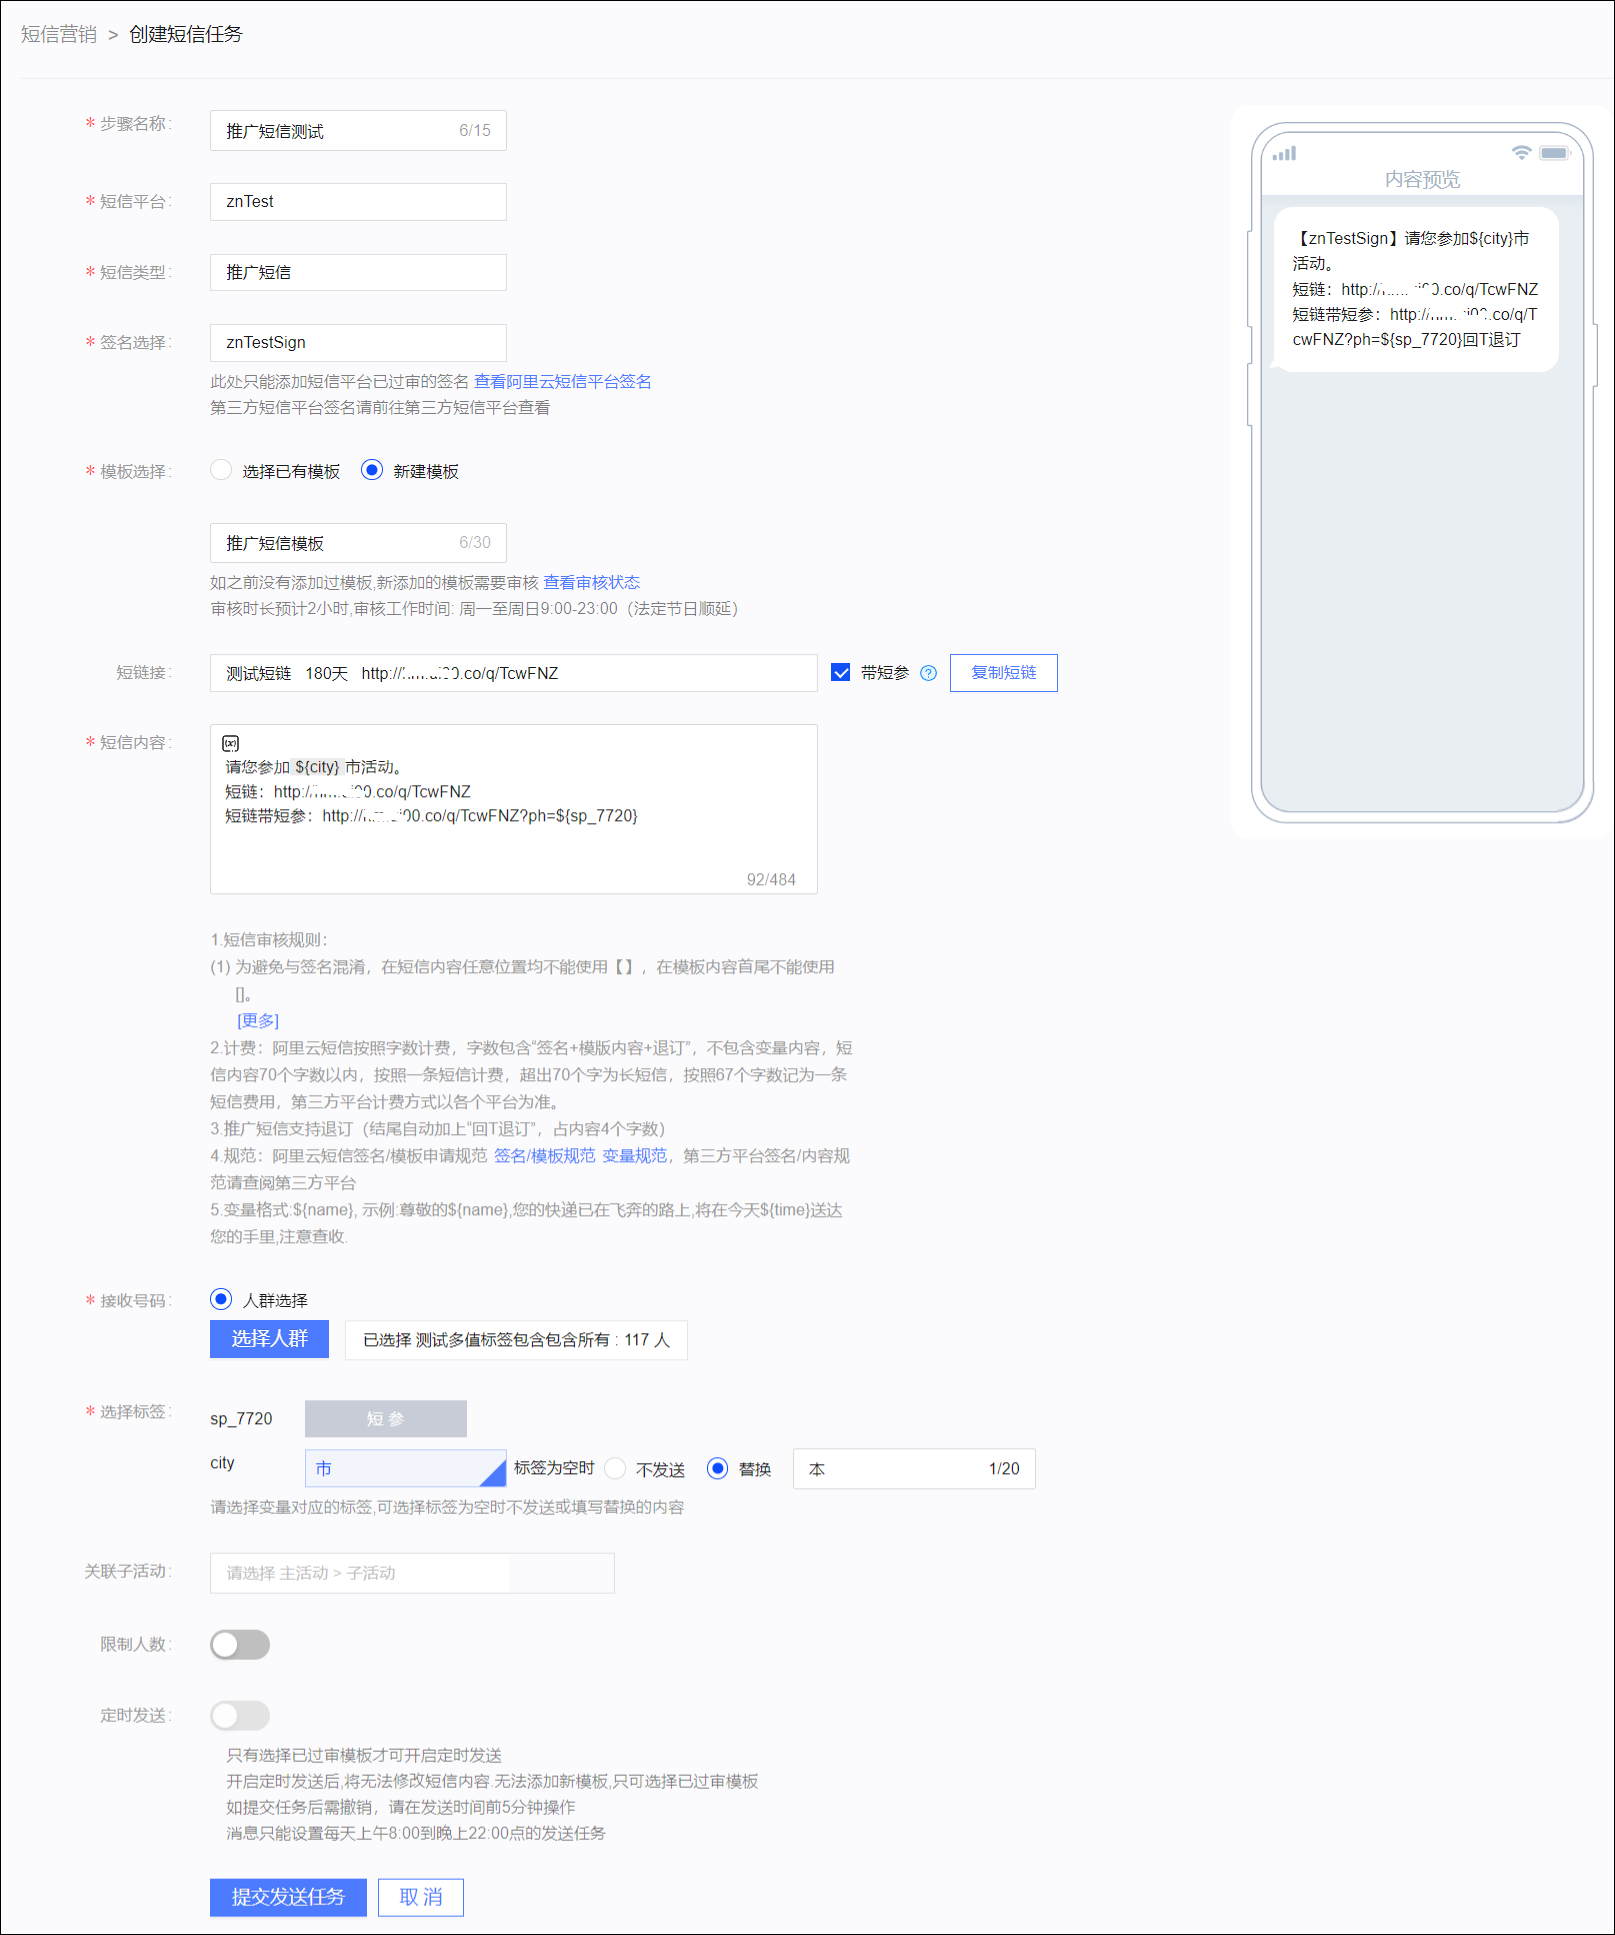 短信营销 > 创建短信任务
* 步骤名称: 推广短信测试 6/15
* 短信平台: znTest
* 短信类型: 推广短信
* 签名选择: znTestSign
此处只能添加短信平台已过审的签名 查看阿里云短信平台签名
第三方短信平台签名请前往第三方短信平台查看
* 模板选择: 选择已有模板 新建模板
推广短信模板 6/30
如之前没有添加过模板,新添加的模板需要审核 查看审核状态
审核时长预计2小时,审核工作时间: 周一至周日9:00-23:00（法定节日顺延）
短链接: 测试短链 180天 http:// 0.co/q/TcwFNZ 带短参 ? 复制短链
* 短信内容: (x)
请您参加 ${city} 市活动。
短链：http:// 00.co/q/TcwFNZ
短链带短参：http:// 00.co/q/TcwFNZ?ph=${sp_7720}
92/484
1.短信审核规则：
(1) 为避免与签名混淆，在短信内容任意位置均不能使用【】，在模板内容首尾不能使用
[]。
[更多]
2.计费：阿里云短信按照字数计费，字数包含“签名+模版内容+退订”，不包含变量内容，短
信内容70个字数以内，按照一条短信计费，超出70个字为长短信，按照67个字数记为一条
短信费用，第三方平台计费方式以各个平台为准。
3.推广短信支持退订（结尾自动加上“回T退订”，占内容4个字数）
4.规范：阿里云短信签名/模板申请规范 签名/模板规范 变量规范，第三方平台签名/内容规
范请查阅第三方平台
5.变量格式:${name}, 示例:尊敬的${name},您的快递已在飞奔的路上,将在今天${time}送达
您的手里,注意查收.
* 接收号码: 人群选择
选择人群 已选择 测试多值标签包含包含所有 : 117 人
* 选择标签: sp_7720 短 参
city 市 标签为空时 不发送 替换 本 1/20
请选择变量对应的标签,可选择标签为空时不发送或填写替换的内容
关联子活动: 请选择 主活动 > 子活动
限制人数:
定时发送:
只有选择已过审模板才可开启定时发送
开启定时发送后,将无法修改短信内容.无法添加新模板,只可选择已过审模板
如提交任务后需撤销，请在发送时间前5分钟操作
消息只能设置每天上午8:00到晚上22:00点的发送任务
提交发送任务 取 消
内容预览
【znTestSign】请您参加${city}市
活动。
短链：http:// 0.co/q/TcwFNZ
短链带短参：http:// .co/q/T
cwFNZ?ph=${sp_7720}回T退订